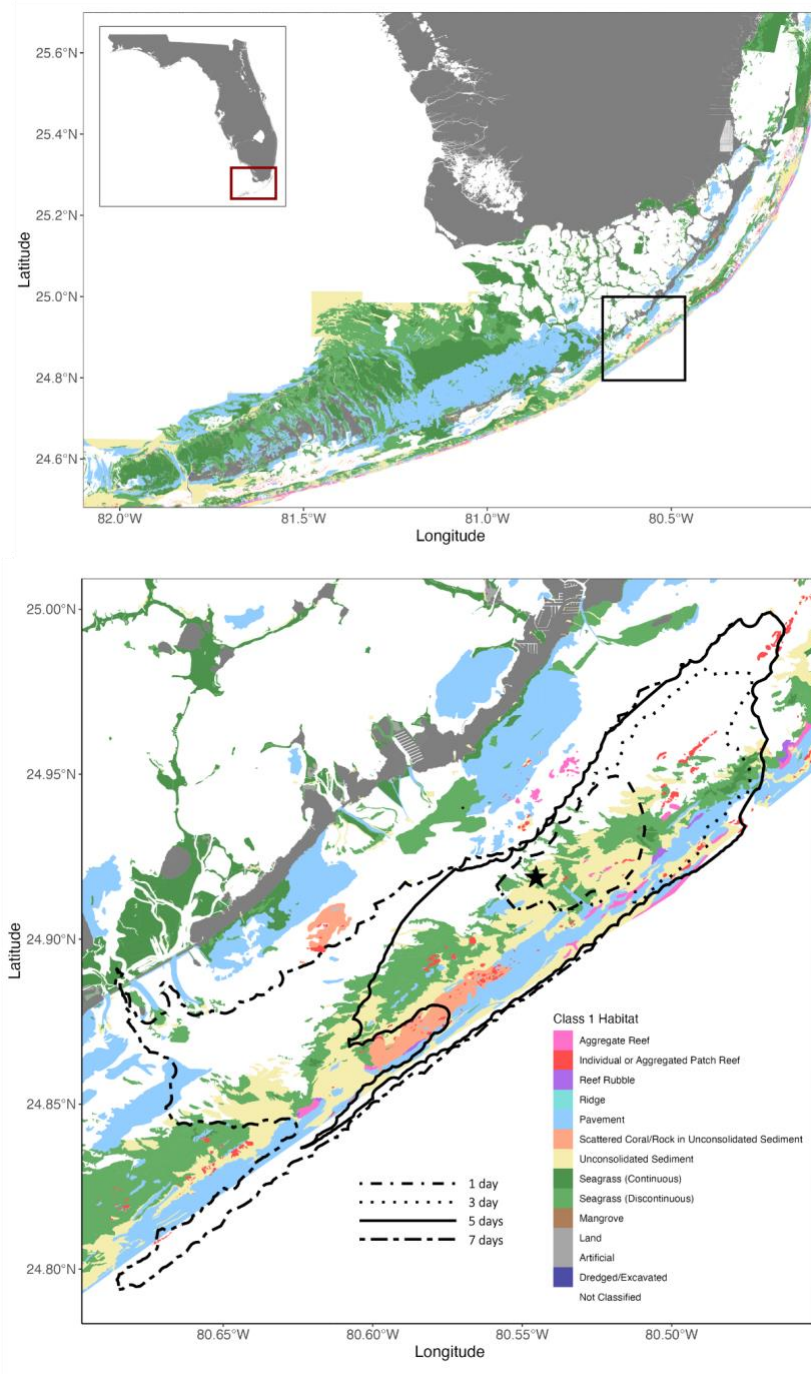 25.6°N
25.4°N
25.2°N
25.0°N
24.8°N
24.6°N
Latitude
82.0°W 81.5°W 81.0°W 80.5°W
Longitude
25.00°N
24.95°N
24.90°N
24.85°N
24.80°N
Latitude
Class 1 Habitat
Aggregate Reef
Individual or Aggregated Patch Reef
Reef Rubble
Ridge
Pavement
Scattered Coral/Rock in Unconsolidated Sediment
Unconsolidated Sediment
Seagrass (Continuous)
Seagrass (Discontinuous)
Mangrove
Land
Artificial
Dredged/Excavated
Not Classified
1 day
3 day
5 days
7 days
80.65°W 80.60°W 80.55°W 80.50°W
Longitude